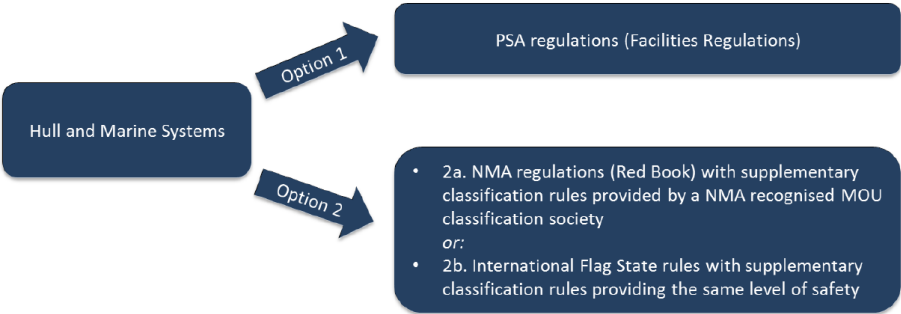 PSA regulations (Facilities Regulations)
Option 1
Hull and Marine Systems
Option 2
• 2a. NMA regulations (Red Book) with supplementary
classification rules provided by a NMA recognised MOU
classification society
or:
• 2b. International Flag State rules with supplementary
classification rules providing the same level of safety